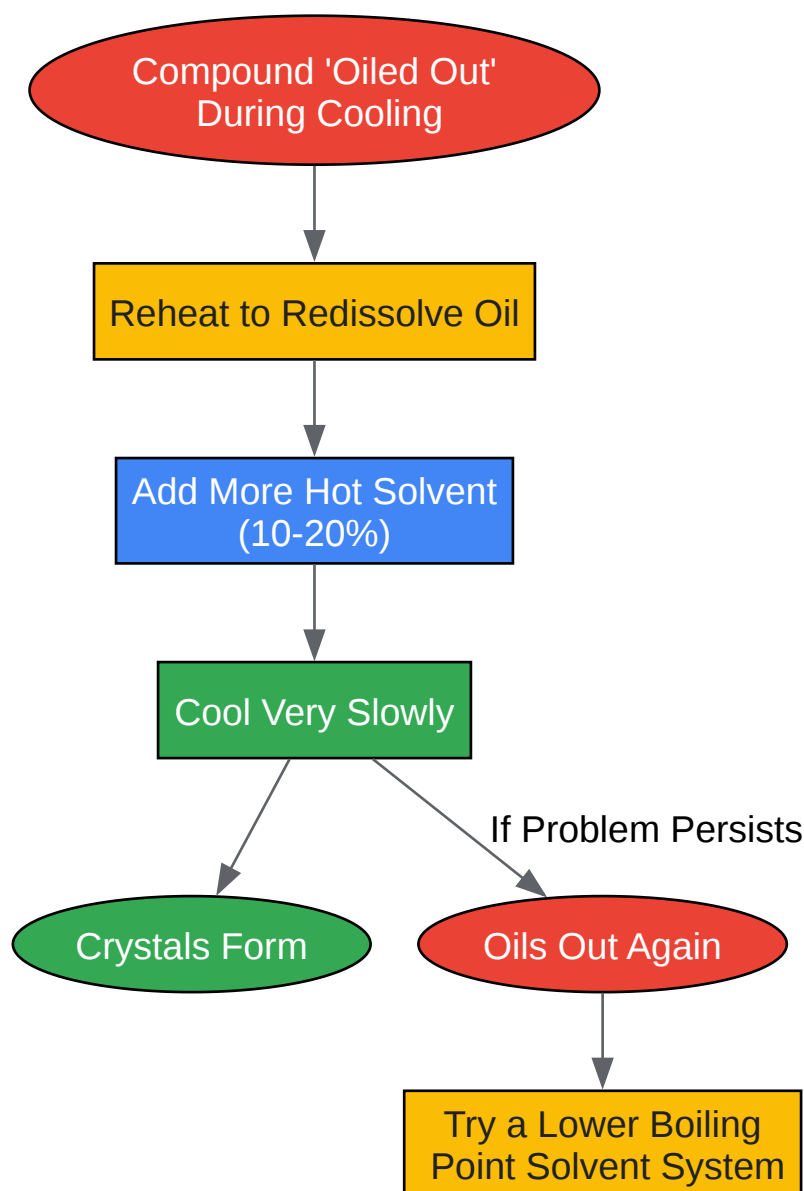 Compound 'Oiled Out'
During Cooling
Reheat to Redissolve Oil
Add More Hot Solvent
(10-20%)
Cool Very Slowly
If Problem Persists
Crystals Form
Oils Out Again
Try a Lower Boiling
Point Solvent System